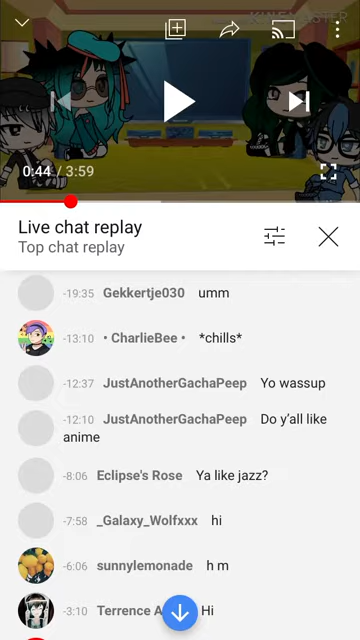 KINEMASTER
0:44 / 3:59
Live chat replay
Top chat replay
-19:35 Gekkertje030 umm
-13:10 • CharlieBee • *chills*
-12:37 JustAnotherGachaPeep Yo wassup
-12:10 JustAnotherGachaPeep Do y'all like
anime
-8:06 Eclipse's Rose Ya like jazz?
-7:58 _Galaxy_Wolfxxx hi
-6:06 sunnylemonade h m
-3:10 Terrence A Hi